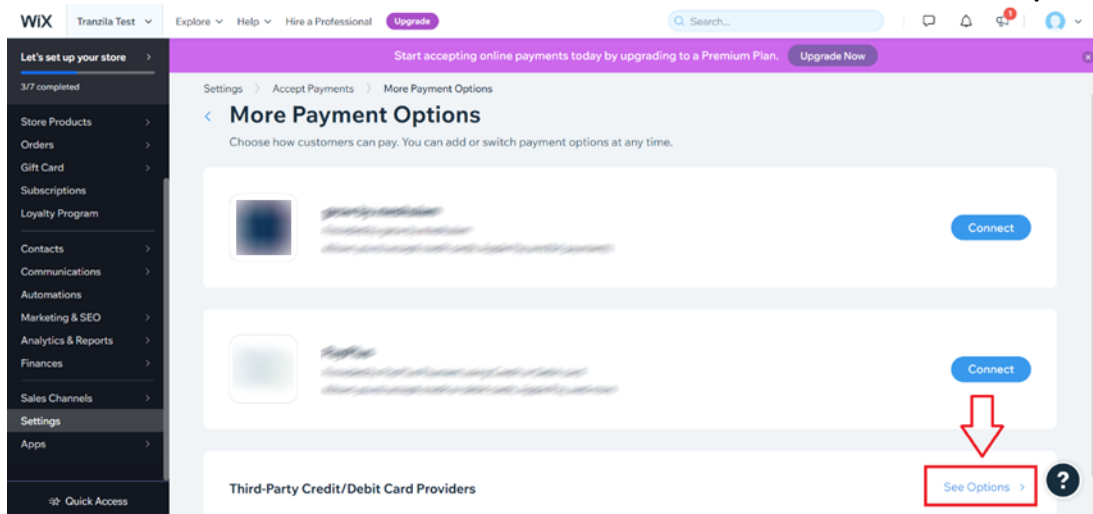 WiX Tranzila Test Explore Help Hire a Professional Upgrade Search... 1
Let's set up your store
3/7 completed
Store Products
Orders
Gift Card
Subscriptions
Loyalty Program
Contacts
Communications
Automations
Marketing & SEO
Analytics & Reports
Finances
Sales Channels
Settings
Apps
Quick Access
Start accepting online payments today by upgrading to a Premium Plan. Upgrade Now
Settings > Accept Payments > More Payment Options
< More Payment Options
Choose how customers can pay. You can add or switch payment options at any time.
Connect
Connect
Third-Party Credit/Debit Card Providers See Options >
?